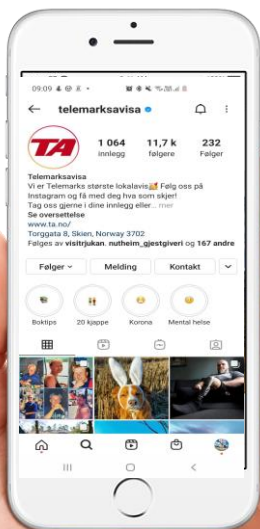 09:09
telemarksavisa
TA
1 064 11,7 k 232
innlegg følgere Følger
Telemarksavisa
Vi er Telemarks største lokalavis Følg oss på
Instagram og få med deg hva som skjer!
Tag oss gjerne i dine innlegg eller... mer
Se oversettelse
www.ta.no/
Torggata 8, Skien, Norway 3702
Følges av visitrjukan, nutheim_gjestgiveri og 167 andre
Følger Melding Kontakt
Boktips 20 kjappe Korona Mental helse